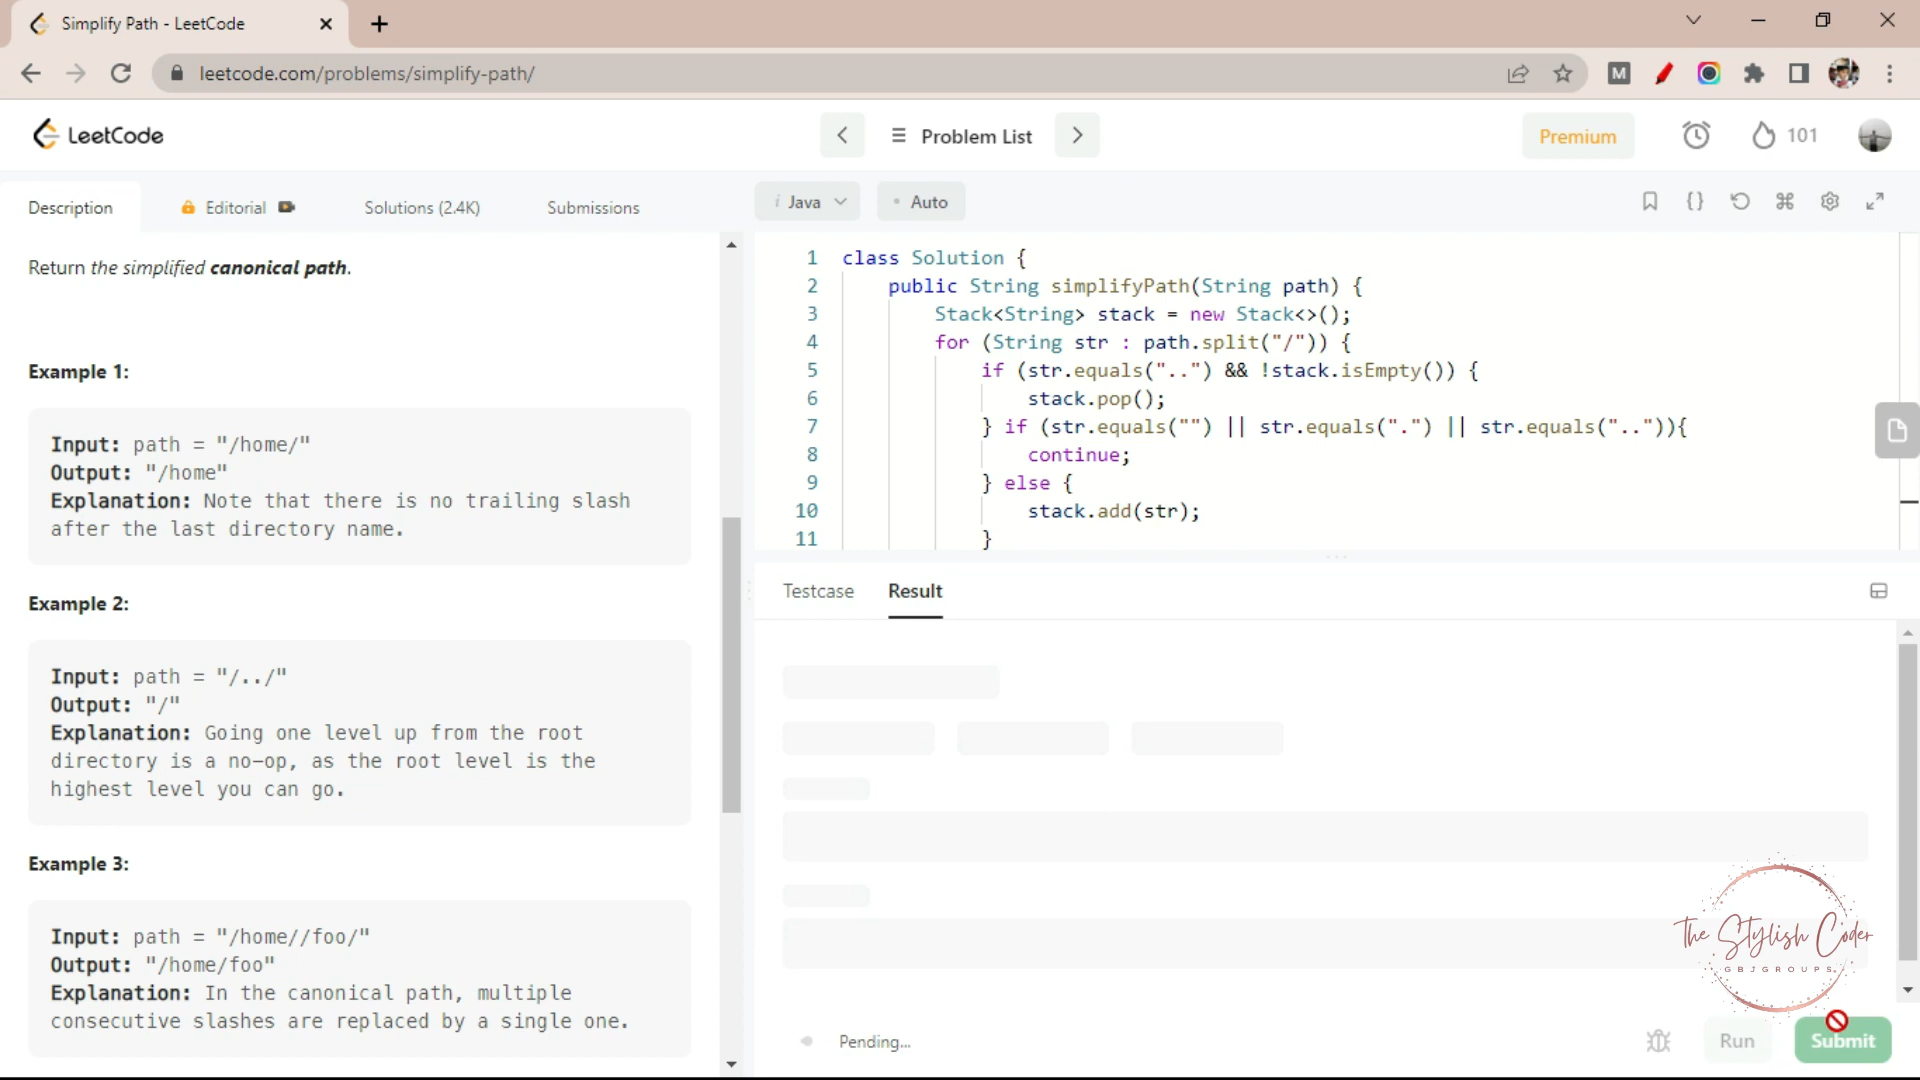 Simplify Path - LeetCode
leetcode.com/problems/simplify-path/
M
LeetCode
Problem List
Premium
101
Description
Editorial
Solutions (2.4K)
Submissions
i Java
Auto
Return the simplified canonical path.
Example 1:
Input: path = "/home/"
Output: "/home"
Explanation: Note that there is no trailing slash
after the last directory name.
Example 2:
Input: path = "/../"
Output: "/"
Explanation: Going one level up from the root
directory is a no-op, as the root level is the
highest level you can go.
Example 3:
Input: path = "/home//foo/"
Output: "/home/foo"
Explanation: In the canonical path, multiple
consecutive slashes are replaced by a single one.
1 class Solution {
2 public String simplifyPath(String path) {
3 Stack<String> stack = new Stack<>();
4 for (String str : path.split("/")) {
5 if (str.equals("..") && !stack.isEmpty()) {
6 stack.pop();
7 } if (str.equals("") || str.equals(".") || str.equals("..")){
8 continue;
9 } else {
10 stack.add(str);
11 }
Testcase
Result
The Stylish Coder
GBJGROUPS
Pending...
Run
Submit